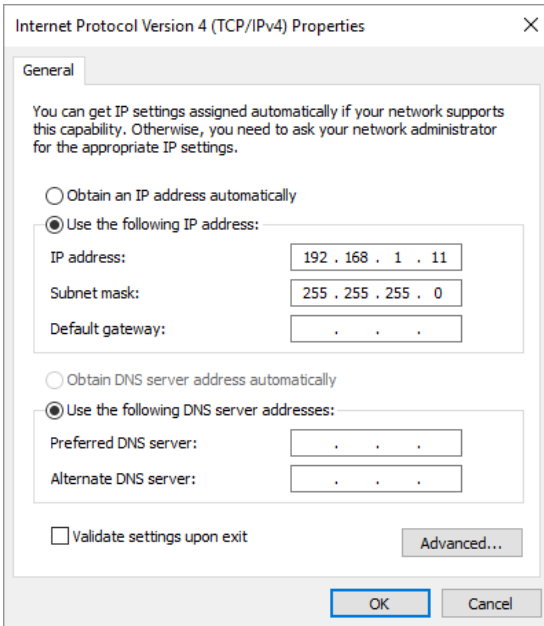 Internet Protocol Version 4 (TCP/IPv4) Properties
General
You can get IP settings assigned automatically if your network supports
this capability. Otherwise, you need to ask your network administrator
for the appropriate IP settings.
Obtain an IP address automatically
Use the following IP address:
IP address: 192 . 168 . 1 . 11
Subnet mask: 255 . 255 . 255 . 0
Default gateway: . . .
Obtain DNS server address automatically
Use the following DNS server addresses:
Preferred DNS server: . . .
Alternate DNS server: . . .
Validate settings upon exit
Advanced...
OK Cancel